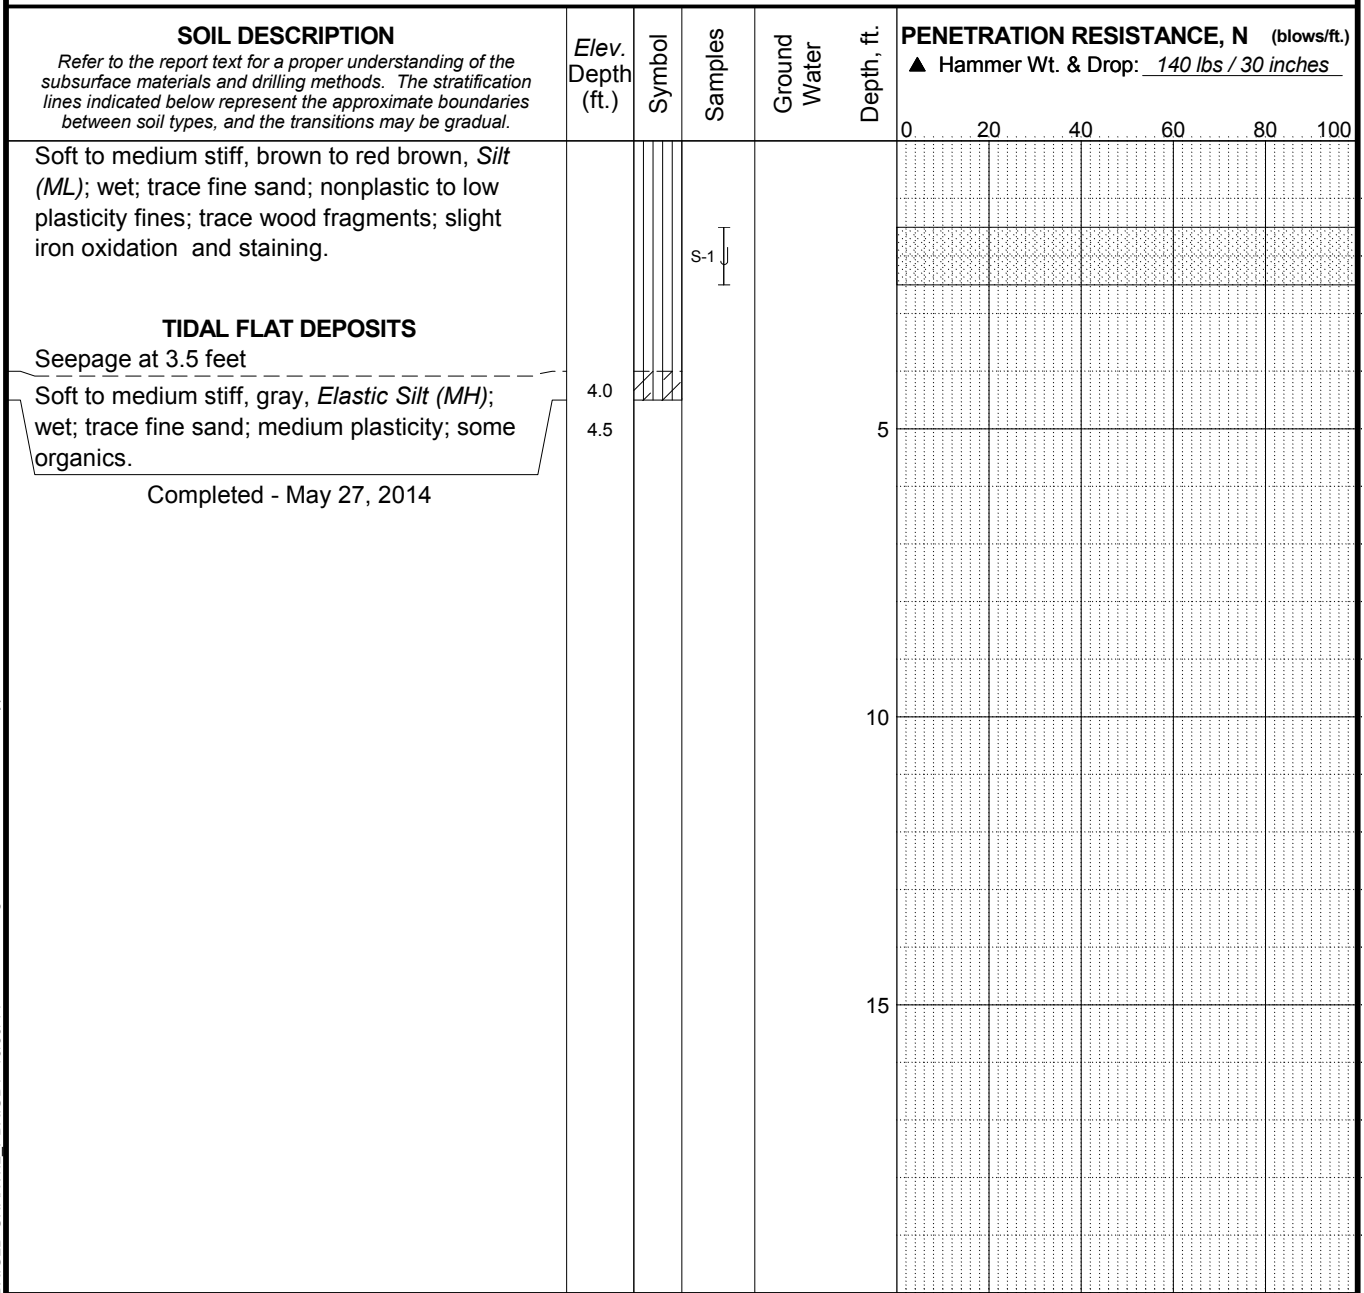 SOIL DESCRIPTION
Refer to the report text for a proper understanding of the
subsurface materials and drilling methods. The stratification
lines indicated below represent the approximate boundaries
between soil types, and the transitions may be gradual.
Elev.
Depth
(ft.)
Symbol
Samples
Ground
Water
Depth, ft.
PENETRATION RESISTANCE, N (blows/ft.)
▲ Hammer Wt. & Drop: 140 lbs / 30 inches
0 20 40 60 80 100
Soft to medium stiff, brown to red brown, Silt
(ML); wet; trace fine sand; nonplastic to low
plasticity fines; trace wood fragments; slight
iron oxidation and staining.
S-1
TIDAL FLAT DEPOSITS
Seepage at 3.5 feet
Soft to medium stiff, gray, Elastic Silt (MH);
wet; trace fine sand; medium plasticity; some
organics.
4.0
4.5
Completed - May 27, 2014
5
10
15